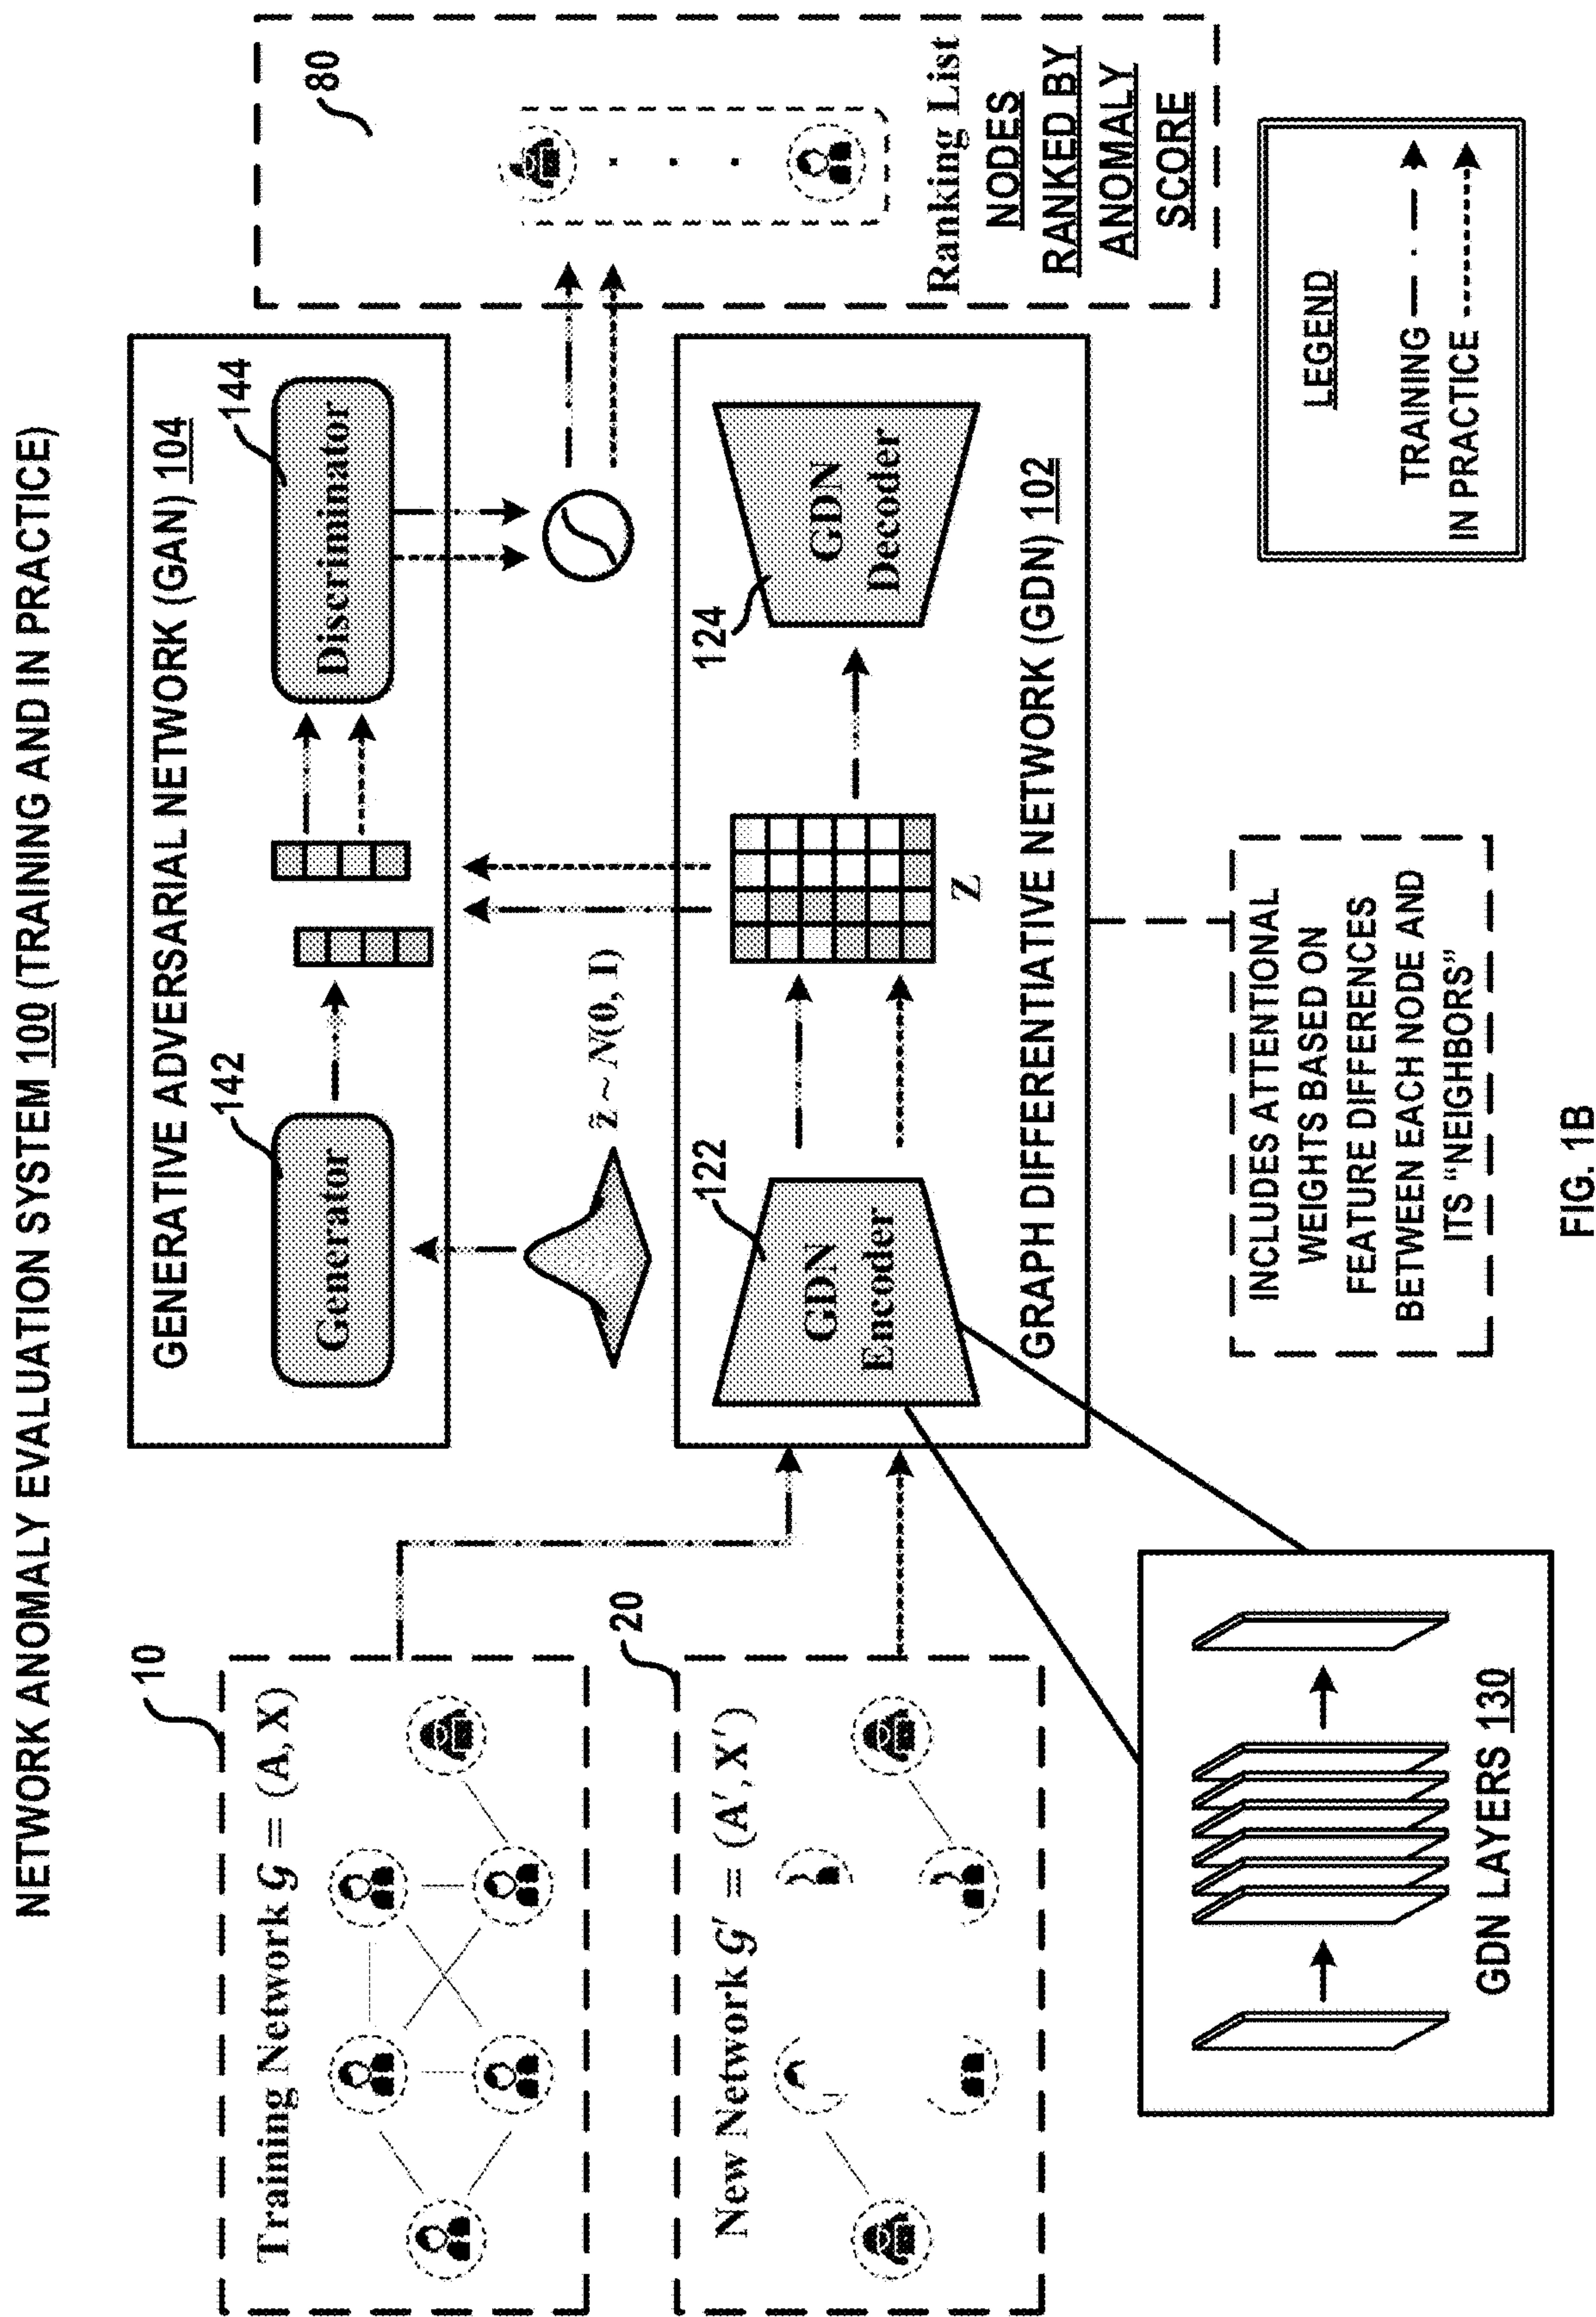 NETWORK ANOMALY EVALUATION SYSTEM 100 (TRAINING AND IN PRACTICE)
10
Training Network 𝒢 = (A, X)
20
New Network 𝒢′ = (A′, X′)
GENERATIVE ADVERSARIAL NETWORK (GAN) 104
142
Generator
144
Discriminator
z̃ ~ N(0, I)
122
GDN
Encoder
Z
124
GDN
Decoder
GRAPH DIFFERENTIATIVE NETWORK (GDN) 102
80
Ranking List
NODES
RANKED BY
ANOMALY
SCORE
GDN LAYERS 130
INCLUDES ATTENTIONAL
WEIGHTS BASED ON
FEATURE DIFFERENCES
BETWEEN EACH NODE AND
ITS “NEIGHBORS”
LEGEND
TRAINING
IN PRACTICE
FIG. 1B